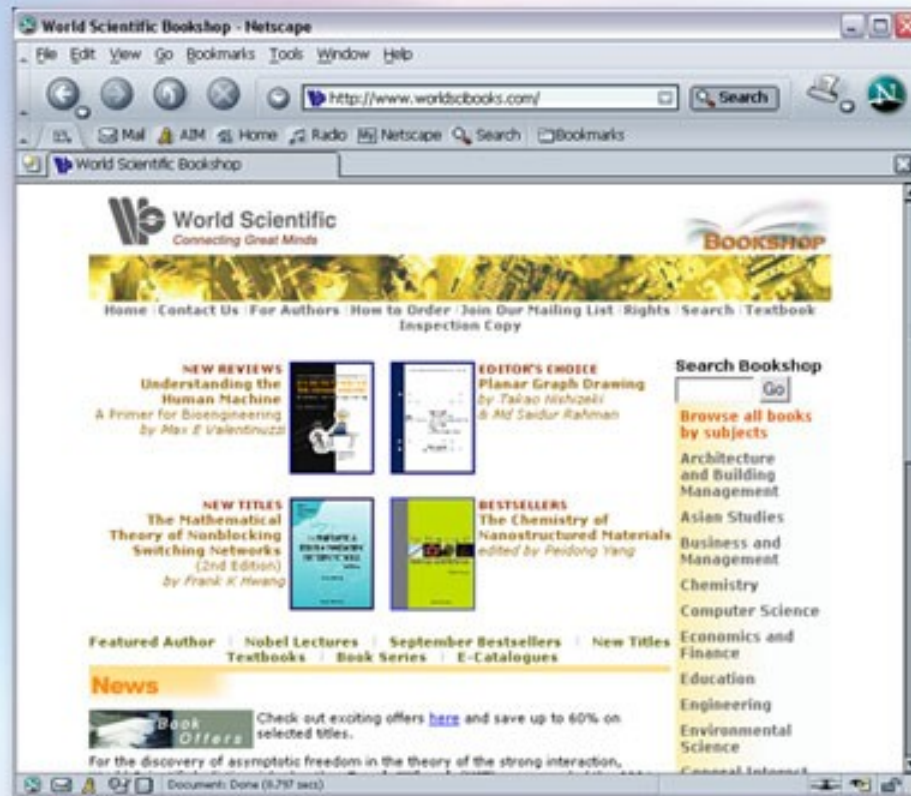 World Scientific Bookshop - Netscape
File Edit View Go Bookmarks Tools Window Help
http://www.worldscibooks.com/
Search
Mail AIM Home Radio My Netscape Search Bookmarks
World Scientific Bookshop
World Scientific
Connecting Great Minds
BOOKSHOP
Home Contact Us For Authors How to Order Join Our Mailing List Rights Search Textbook
Inspection Copy
NEW REVIEWS
Understanding the
Human Machine
A Primer for Bioengineering
by Max E Valentinuzzi
EDITOR'S CHOICE
Planar Graph Drawing
by Takao Nishizeki
& Md Saidur Rahman
NEW TITLES
The Mathematical
Theory of Nonblocking
Switching Networks
(2nd Edition)
by Frank K Hwang
BESTSELLERS
The Chemistry of
Nanostructured Materials
edited by Peidong Yang
Search Bookshop
Go
Browse all books
by subjects
Architecture
and Building
Management
Asian Studies
Business and
Management
Chemistry
Computer Science
Economics and
Finance
Education
Engineering
Environmental
Science
General Interest
Featured Author Nobel Lectures September Bestsellers New Titles
Textbooks Book Series E-Catalogues
News
Book
Offers
Check out exciting offers here and save up to 60% on
selected titles.
For the discovery of asymptotic freedom in the theory of the strong interaction,
Document: Done (8.797 secs)